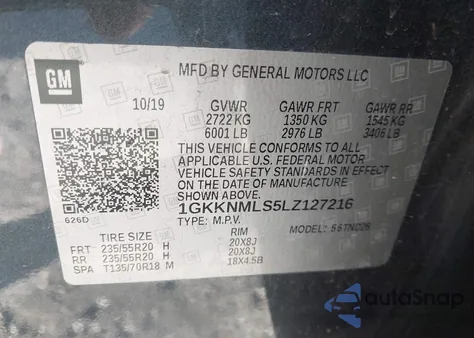 GM
MFD BY GENERAL MOTORS LLC
10/19 GVWR GAWR FRT GAWR RR
2722 KG 1350 KG 1545 KG
6001 LB 2976 LB 3406 LB
THIS VEHICLE CONFORMS TO ALL
APPLICABLE U.S. FEDERAL MOTOR
VEHICLE SAFETY STANDARDS IN EFFECT
ON THE DATE OF MANUFACTURE SHOWN ABOVE.
1GKKNMLS5LZ127216
626D
TYPE: M.P.V. MODEL:
TIRE SIZE RIM
FRT 235/55R20 H 20X8J
RR 235/55R20 H 20X8J
SPA T135/70R18 M 18X4.5B
AutoSnap